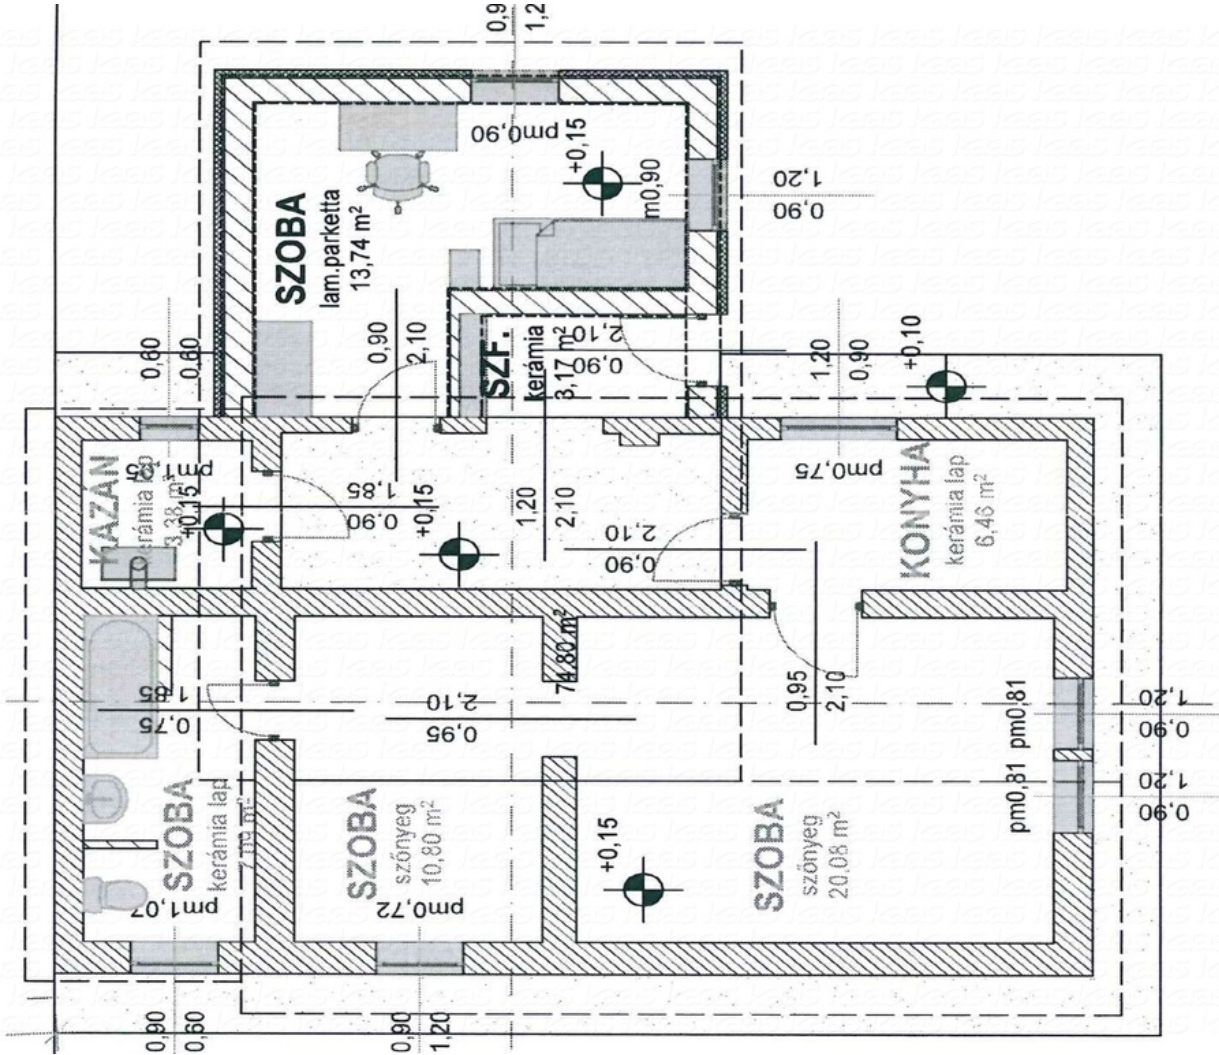 0,9
1,2
pm0,90
+0,15
m0,90
1,20
0,90
SZOBA
lam.parketta
13,74 m²
0,90
2,10
SZF.
kerámia
3,17 m²
2,10
0,90
0,60
0,60
1,20
0,90
+0,10
KAZÁN
kerámia lap
3,38 m²
+0,15
1,85
0,90
+0,15
1,20
2,10
2,10
0,90
pm0,75
KONYHA
kerámia lap
6,46 m²
74,80 m²
1,85
0,75
2,10
0,95
0,95
2,10
pm0,81
pm0,81
1,20
0,90
1,20
0,90
SZOBA
kerámia lap
pm1,07
SZOBA
szőnyeg
10,80 m²
pm0,72
+0,15
SZOBA
szőnyeg
20,08 m²
0,90
0,60
0,90
1,20